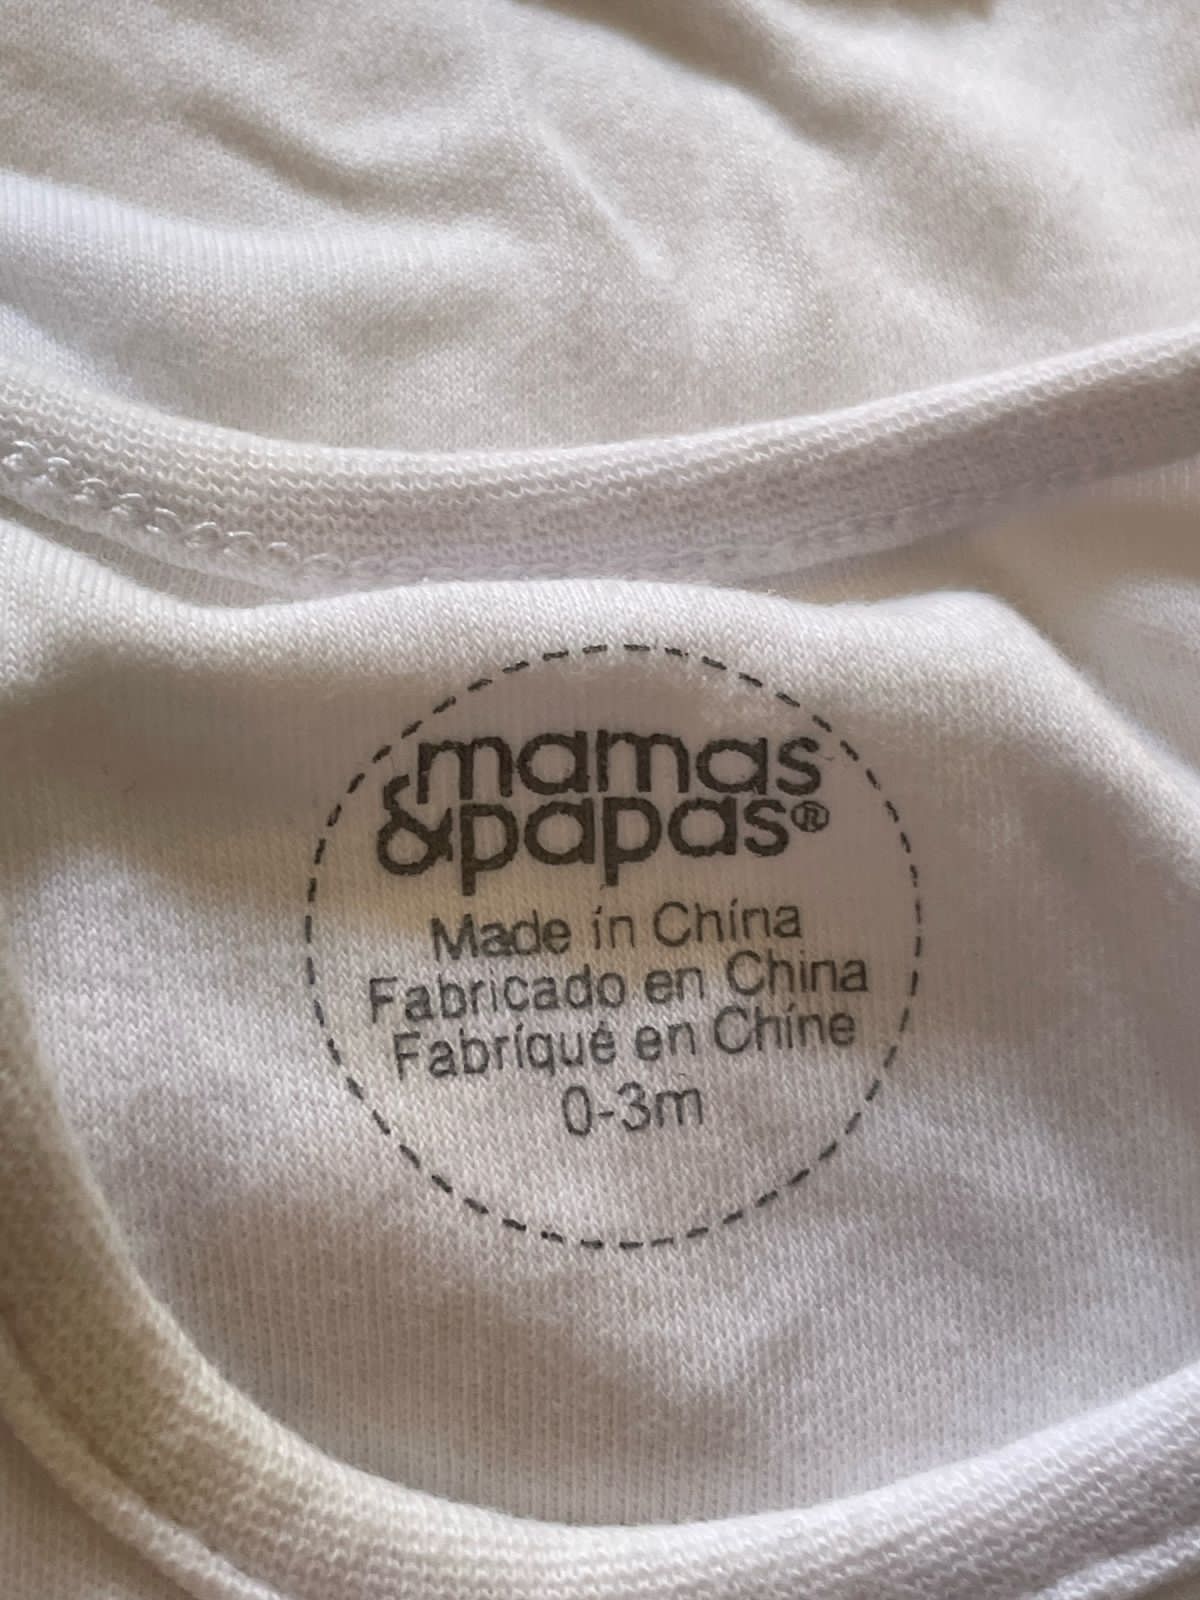 mamas
&papas®
Made in China
Fabricado en China
Fabriqué en Chine
0-3m